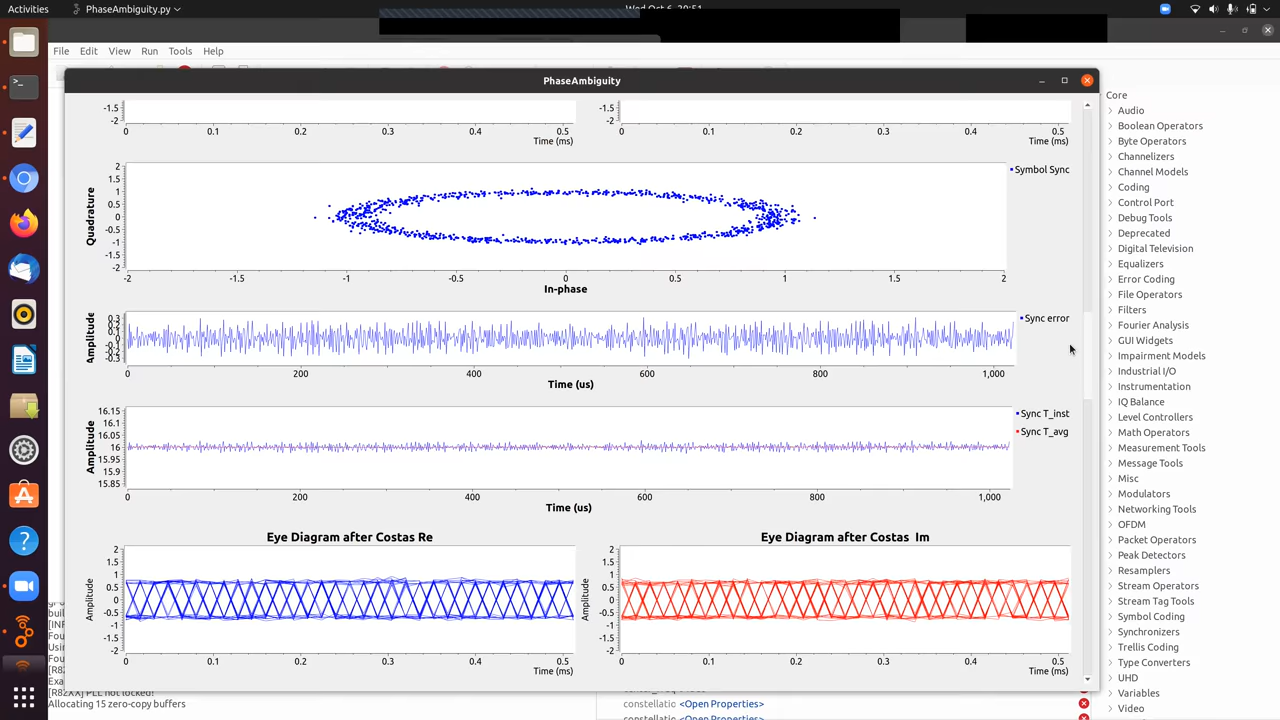 Activities
PhaseAmbiguity.py
Wed Oct 6 20:51
File Edit View Run Tools Help
PhaseAmbiguity
-1.5
-2
0 0.1 0.2 0.3 0.4 0.5
Time (ms)
-1.5
-2
0 0.1 0.2 0.3 0.4 0.5
Time (ms)
2
1.5
1
0.5
0
-0.5
-1
-1.5
-2
Quadrature
Symbol Sync
-2 -1.5 -1 -0.5 0 0.5 1 1.5 2
In-phase
0.3
0.2
0.1
0
-0.1
-0.2
-0.3
Amplitude
Sync error
0 200 400 600 800 1,000
Time (us)
16.15
16.1
16.05
16
15.95
15.9
15.85
Amplitude
Sync T_inst
Sync T_avg
0 200 400 600 800 1,000
Time (us)
Eye Diagram after Costas Re
2
1.5
1
0.5
0
-0.5
-1
-1.5
-2
Amplitude
0 0.1 0.2 0.3 0.4 0.5
Time (ms)
Eye Diagram after Costas Im
2
1.5
1
0.5
0
-0.5
-1
-1.5
-2
Amplitude
0 0.1 0.2 0.3 0.4 0.5
Time (ms)
Core
Audio
Boolean Operators
Byte Operators
Channelizers
Channel Models
Coding
Control Port
Debug Tools
Deprecated
Digital Television
Equalizers
Error Coding
File Operators
Filters
Fourier Analysis
GUI Widgets
Impairment Models
Industrial I/O
Instrumentation
IQ Balance
Level Controllers
Math Operators
Measurement Tools
Message Tools
Misc
Modulators
Networking Tools
OFDM
Packet Operators
Peak Detectors
Resamplers
Stream Operators
Stream Tag Tools
Symbol Coding
Synchronizers
Trellis Coding
Type Converters
UHD
Variables
Video
[INF
Fou
Usin
Fou
[R82
Exa
[R82XX] PLL not locked!
Allocating 15 zero-copy buffers
constellatic <Open Properties>
constellatic <Open Properties>